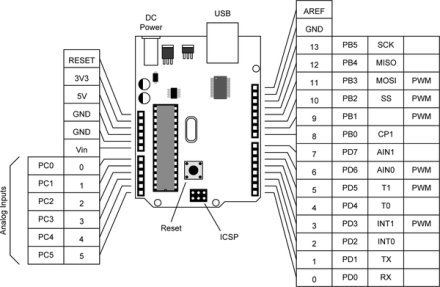 DC
Power
USB
RESET
3V3
5V
GND
GND
Vin
PC0 0
PC1 1
PC2 2
PC3 3
PC4 4
PC5 5
Analog Inputs
Reset
ICSP
AREF
GND
13 PB5 SCK
12 PB4 MISO
11 PB3 MOSI PWM
10 PB2 SS PWM
9 PB1 PWM
8 PB0 CP1
7 PD7 AIN1
6 PD6 AIN0 PWM
5 PD5 T1 PWM
4 PD4 T0
3 PD3 INT1 PWM
2 PD2 INT0
1 PD1 TX
0 PD0 RX